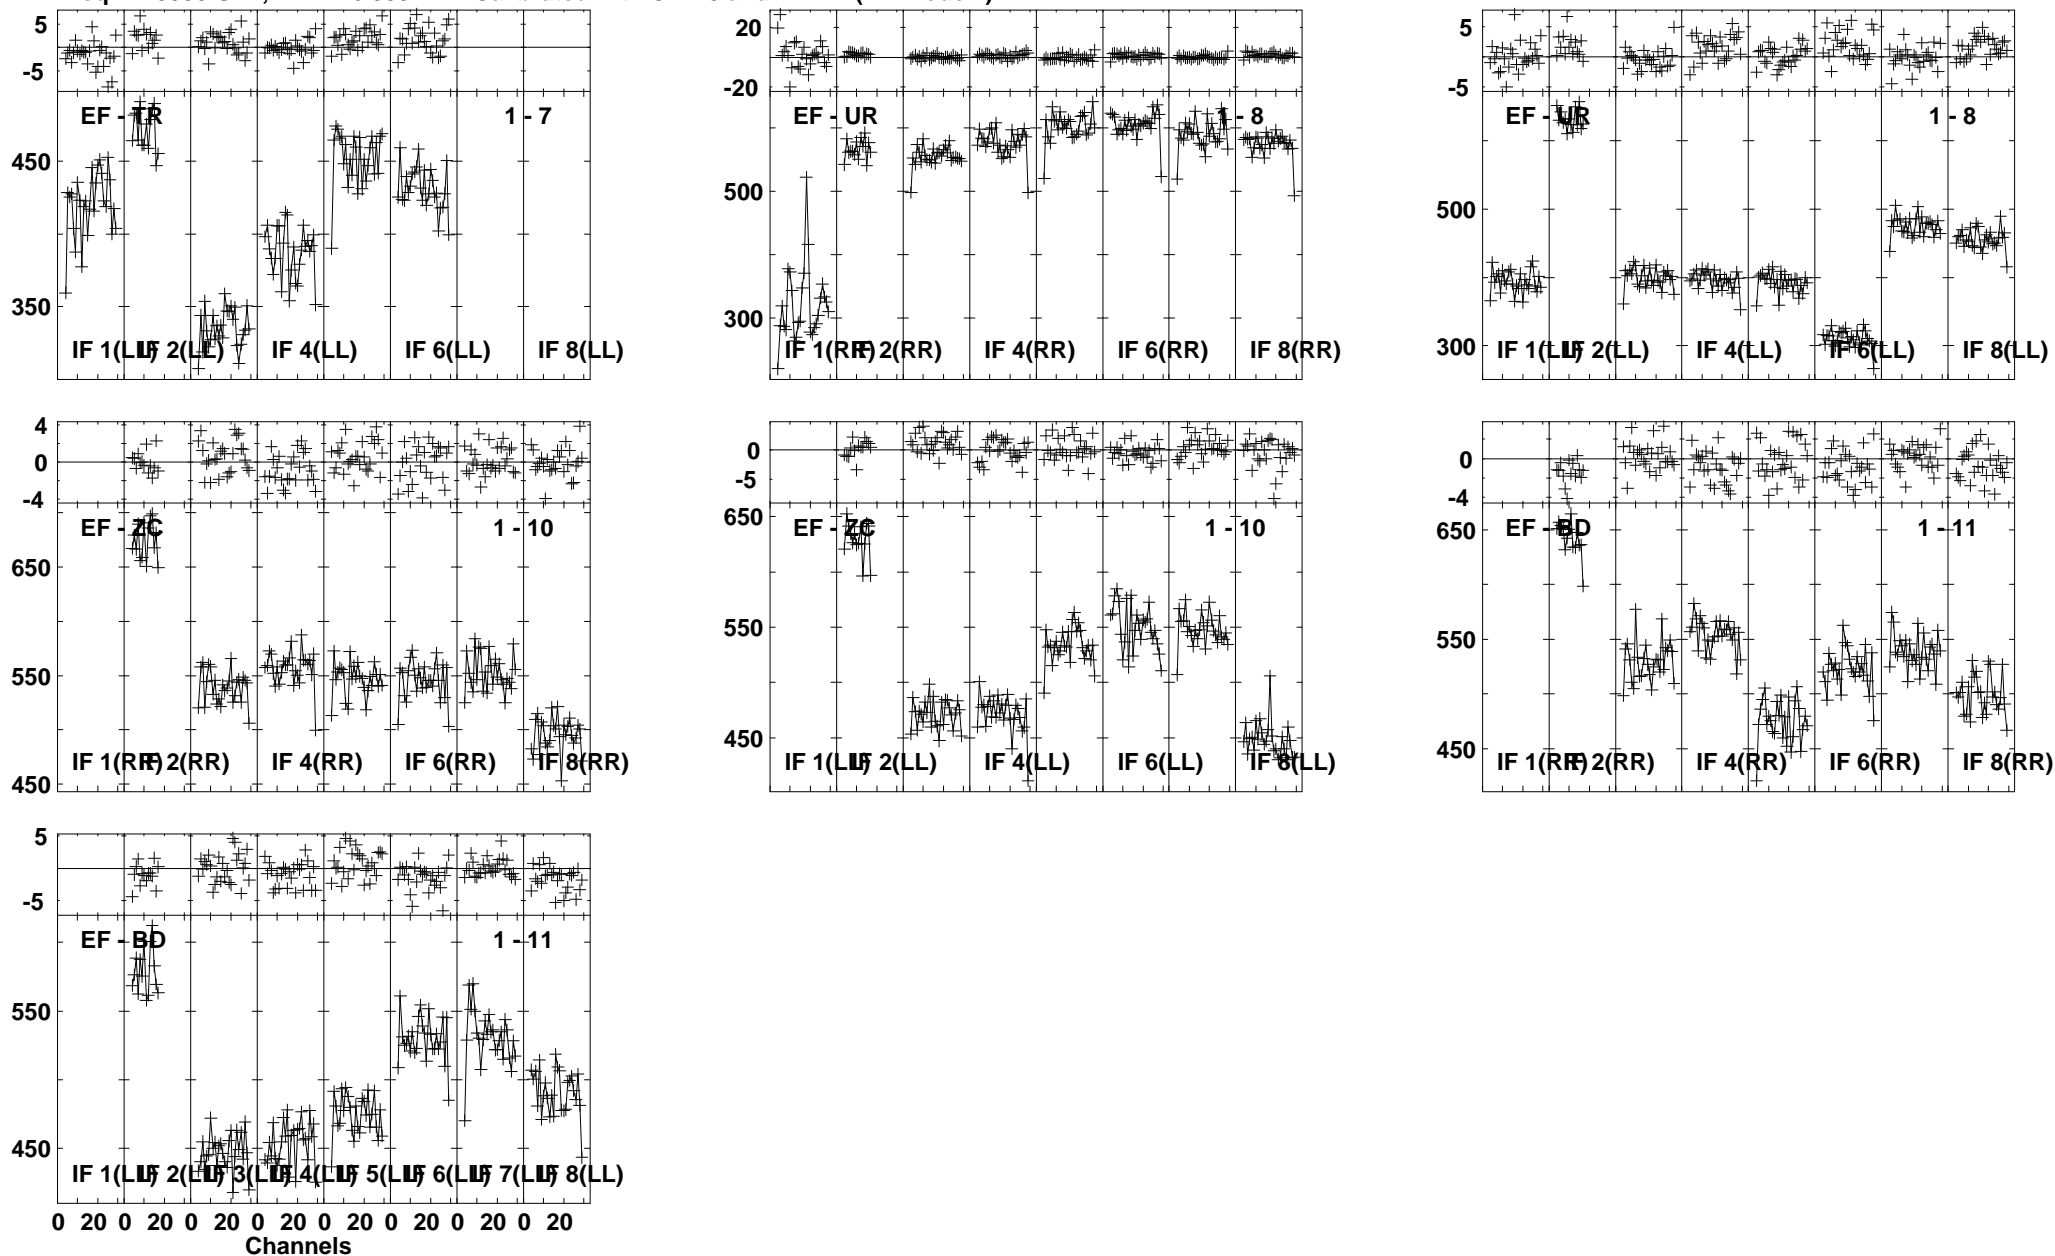 5
-5
EF - TR
1 - 7
450
350
IF 1(LL)
IF 2(LL)
IF 4(LL)
IF 6(LL)
IF 8(LL)
20
0
-20
EF - UR
1 - 8
500
300
IF 1(RR)
IF 2(RR)
IF 4(RR)
IF 6(RR)
IF 8(RR)
5
0
-5
EF - UR
1 - 8
500
300
IF 1(LL)
IF 2(LL)
IF 4(LL)
IF 6(LL)
IF 8(LL)
4
0
-4
EF - ZC
1 - 10
650
550
450
IF 1(RR)
IF 2(RR)
IF 4(RR)
IF 6(RR)
IF 8(RR)
0
-5
EF - ZC
1 - 10
650
550
450
IF 1(LL)
IF 2(LL)
IF 4(LL)
IF 6(LL)
IF 8(LL)
0
-4
EF - BD
1 - 11
650
550
450
IF 1(RR)
IF 2(RR)
IF 4(RR)
IF 6(RR)
IF 8(RR)
5
-5
EF - BD
1 - 11
550
450
IF 1(LL)
IF 2(LL)
IF 3(LL)
IF 4(LL)
IF 5(LL)
IF 6(LL)
IF 7(LL)
IF 8(LL)
0 20 0 20 0 20 0 20 0 20 0 20 0 20 0 20
Channels